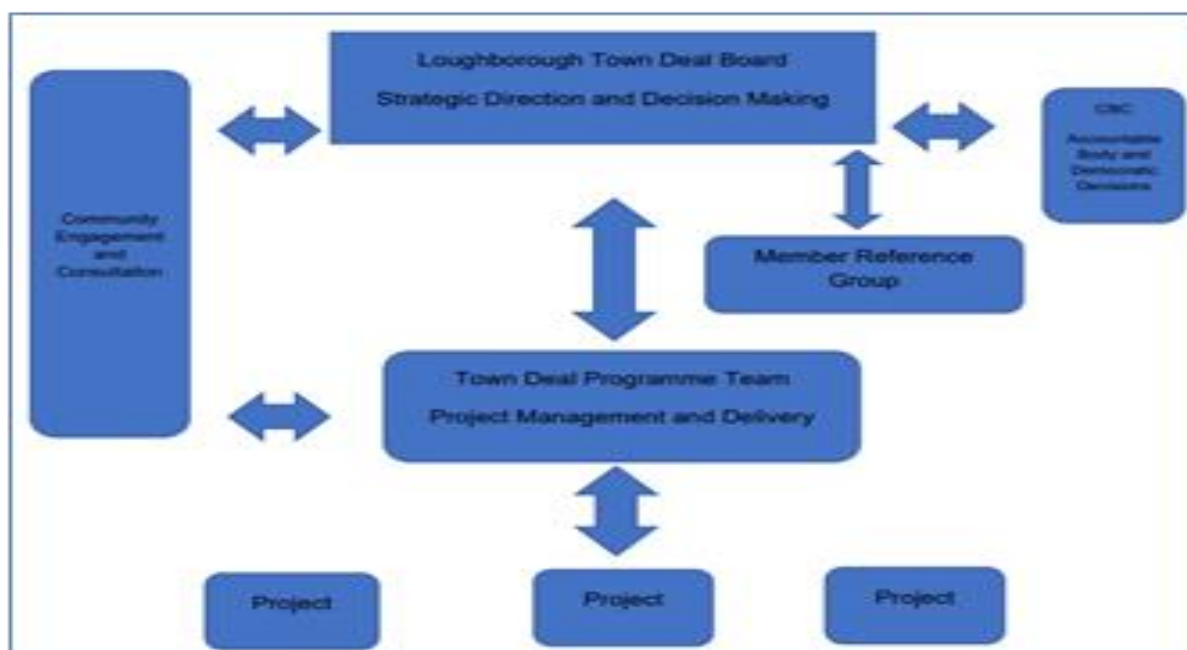 Loughborough Town Deal Board
Strategic Direction and Decision Making
CBC
Accountable
Body and
Democratic
Decisions
Community
Engagement
and
Consultation
Member Reference
Group
Town Deal Programme Team
Project Management and Delivery
Project
Project
Project